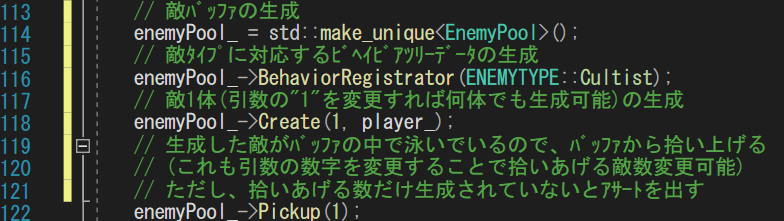 113 // 敵ﾊﾞｯﾌｧの生成
114 enemyPool_ = std::make_unique<EnemyPool>();
115 // 敵ﾀｲﾌﾟに対応するﾋﾞﾍｲﾋﾞｱﾂﾘｰﾃﾞｰﾀの生成
116 enemyPool_->BehaviorRegistrator(ENEMYTYPE::Cultist);
117 // 敵1体(引数の"1"を変更すれば何体でも生成可能)の生成
118 enemyPool_->Create(1, player_);
119 // 生成した敵がﾊﾞｯﾌｧの中で泳いでいるので、ﾊﾞｯﾌｧから拾い上げる
120 // (これも引数の数字を変更することで拾いあげる敵数変更可能)
121 // ただし、拾いあげる数だけ生成されていないとｱｻｰﾄを出す
122 enemyPool_->Pickup(1);